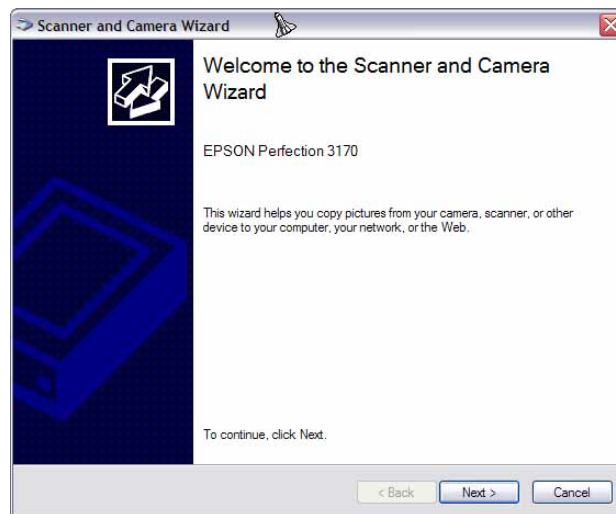 Scanner and Camera Wizard
Welcome to the Scanner and Camera
Wizard
EPSON Perfection 3170
This wizard helps you copy pictures from your camera, scanner, or other
device to your computer, your network, or the Web.
To continue, click Next.
< Back
Next >
Cancel